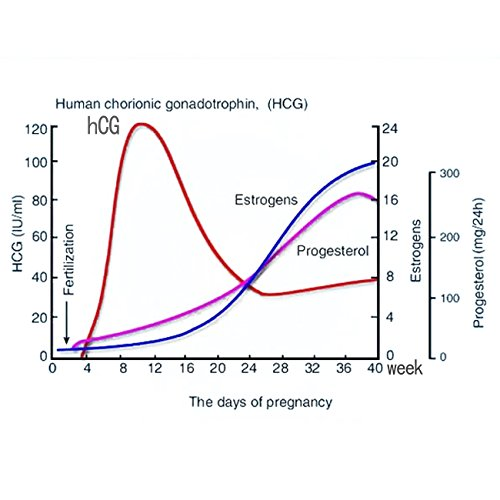 Human chorionic gonadotrophin, (HCG)
hCG
120
100
80
60
40
20
0
HCG (IU/ml)
Fertilization
Estrogens
Progesterol
24
20
16
12
8
4
0
Estrogens
300
200
100
0
Progesterol (mg/24h)
0 4 8 12 16 20 24 28 32 36 40 week
The days of pregnancy